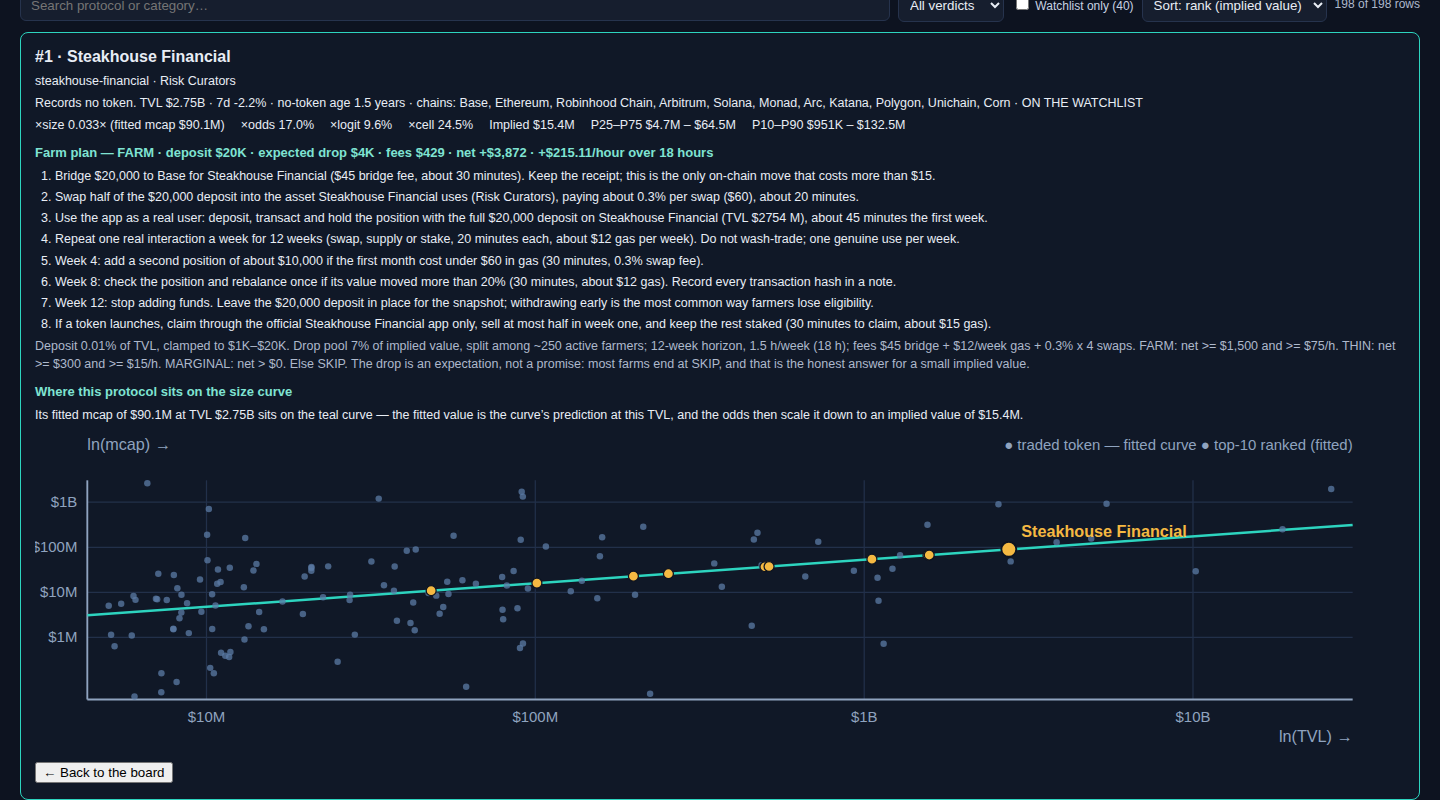 Search protocol or category…
All verdicts
Watchlist only (40)
Sort: rank (implied value)
198 of 198 rows
#1 · Steakhouse Financial
steakhouse-financial · Risk Curators
Records no token. TVL $2.75B · 7d -2.2% · no-token age 1.5 years · chains: Base, Ethereum, Robinhood Chain, Arbitrum, Solana, Monad, Arc, Katana, Polygon, Unichain, Corn · ON THE WATCHLIST
×size 0.033× (fitted mcap $90.1M) ×odds 17.0% ×logit 9.6% ×cell 24.5% Implied $15.4M P25–P75 $4.7M – $64.5M P10–P90 $951K – $132.5M
Farm plan — FARM · deposit $20K · expected drop $4K · fees $429 · net +$3,872 · +$215.11/hour over 18 hours
1. Bridge $20,000 to Base for Steakhouse Financial ($45 bridge fee, about 30 minutes). Keep the receipt; this is the only on-chain move that costs more than $15.
2. Swap half of the $20,000 deposit into the asset Steakhouse Financial uses (Risk Curators), paying about 0.3% per swap ($60), about 20 minutes.
3. Use the app as a real user: deposit, transact and hold the position with the full $20,000 deposit on Steakhouse Financial (TVL $2754 M), about 45 minutes the first week.
4. Repeat one real interaction a week for 12 weeks (swap, supply or stake, 20 minutes each, about $12 gas per week). Do not wash-trade; one genuine use per week.
5. Week 4: add a second position of about $10,000 if the first month cost under $60 in gas (30 minutes, 0.3% swap fee).
6. Week 8: check the position and rebalance once if its value moved more than 20% (30 minutes, about $12 gas). Record every transaction hash in a note.
7. Week 12: stop adding funds. Leave the $20,000 deposit in place for the snapshot; withdrawing early is the most common way farmers lose eligibility.
8. If a token launches, claim through the official Steakhouse Financial app only, sell at most half in week one, and keep the rest staked (30 minutes to claim, about $15 gas).
Deposit 0.01% of TVL, clamped to $1K–$20K. Drop pool 7% of implied value, split among ~250 active farmers; 12-week horizon, 1.5 h/week (18 h); fees $45 bridge + $12/week gas + 0.3% x 4 swaps. FARM: net >= $1,500 and >= $75/h. THIN: net
>= $300 and >= $15/h. MARGINAL: net > $0. Else SKIP. The drop is an expectation, not a promise: most farms end at SKIP, and that is the honest answer for a small implied value.
Where this protocol sits on the size curve
Its fitted mcap of $90.1M at TVL $2.75B sits on the teal curve — the fitted value is the curve's prediction at this TVL, and the odds then scale it down to an implied value of $15.4M.
ln(mcap) →
● traded token — fitted curve ● top-10 ranked (fitted)
$1B
Steakhouse Financial
$100M
$10M
$1M
$10M
$100M
$1B
$10B
ln(TVL) →
← Back to the board